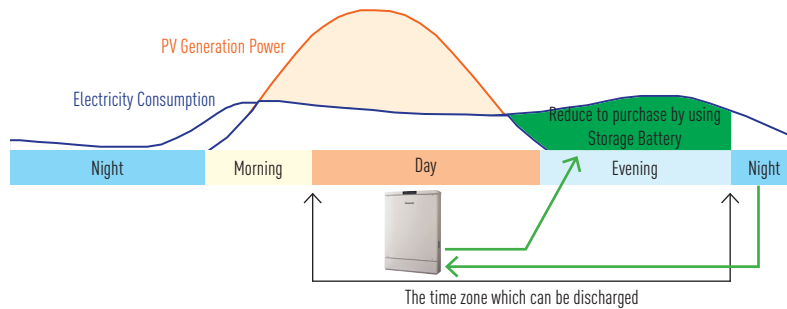 PV Generation Power
Electricity Consumption
Reduce to purchase by using
Storage Battery
Night
Morning
Day
Evening
Night
The time zone which can be discharged